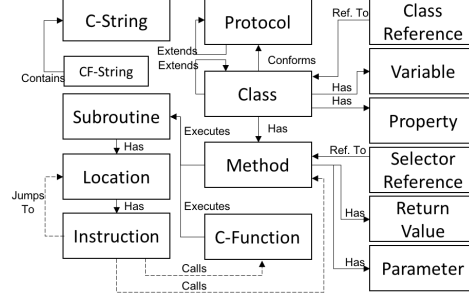 C-String
Protocol
Ref. To
Class
Reference
Extends
Extends
Conforms
Contains
CF-String
Class
Has
Has
Variable
Property
Subroutine
Executes
Has
Has
Method
Ref. To
Selector
Reference
Location
Jumps
To
Has
Executes
Has
Return
Value
Instruction
C-Function
Calls
Calls
Has
Parameter